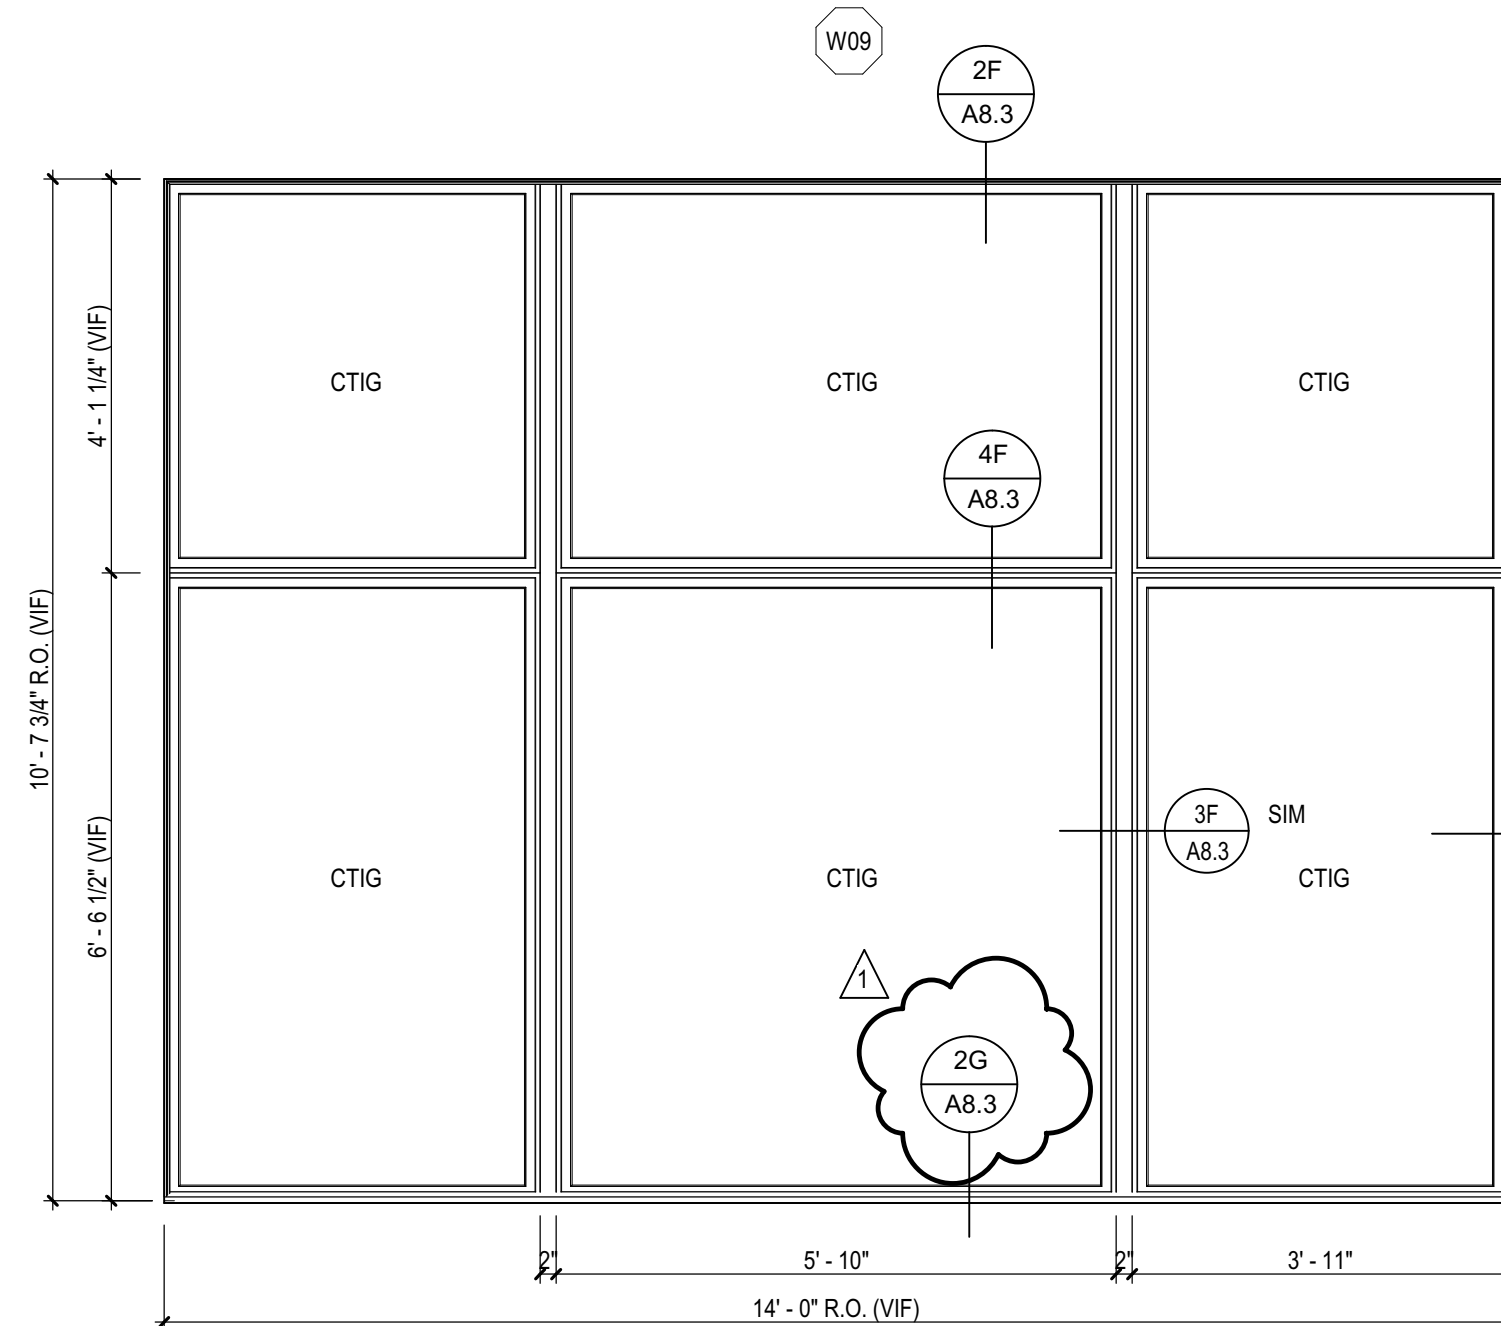 W09
2F
A8.3
4' - 1 1/4" (VIF)
CTIG
CTIG
CTIG
4F
A8.3
10' - 7 3/4" R.O. (VIF)
6' - 6 1/2" (VIF)
3F
A8.3
SIM
CTIG
CTIG
CTIG
1
2G
A8.3
2"
5' - 10"
2"
3' - 11"
14' - 0" R.O. (VIF)